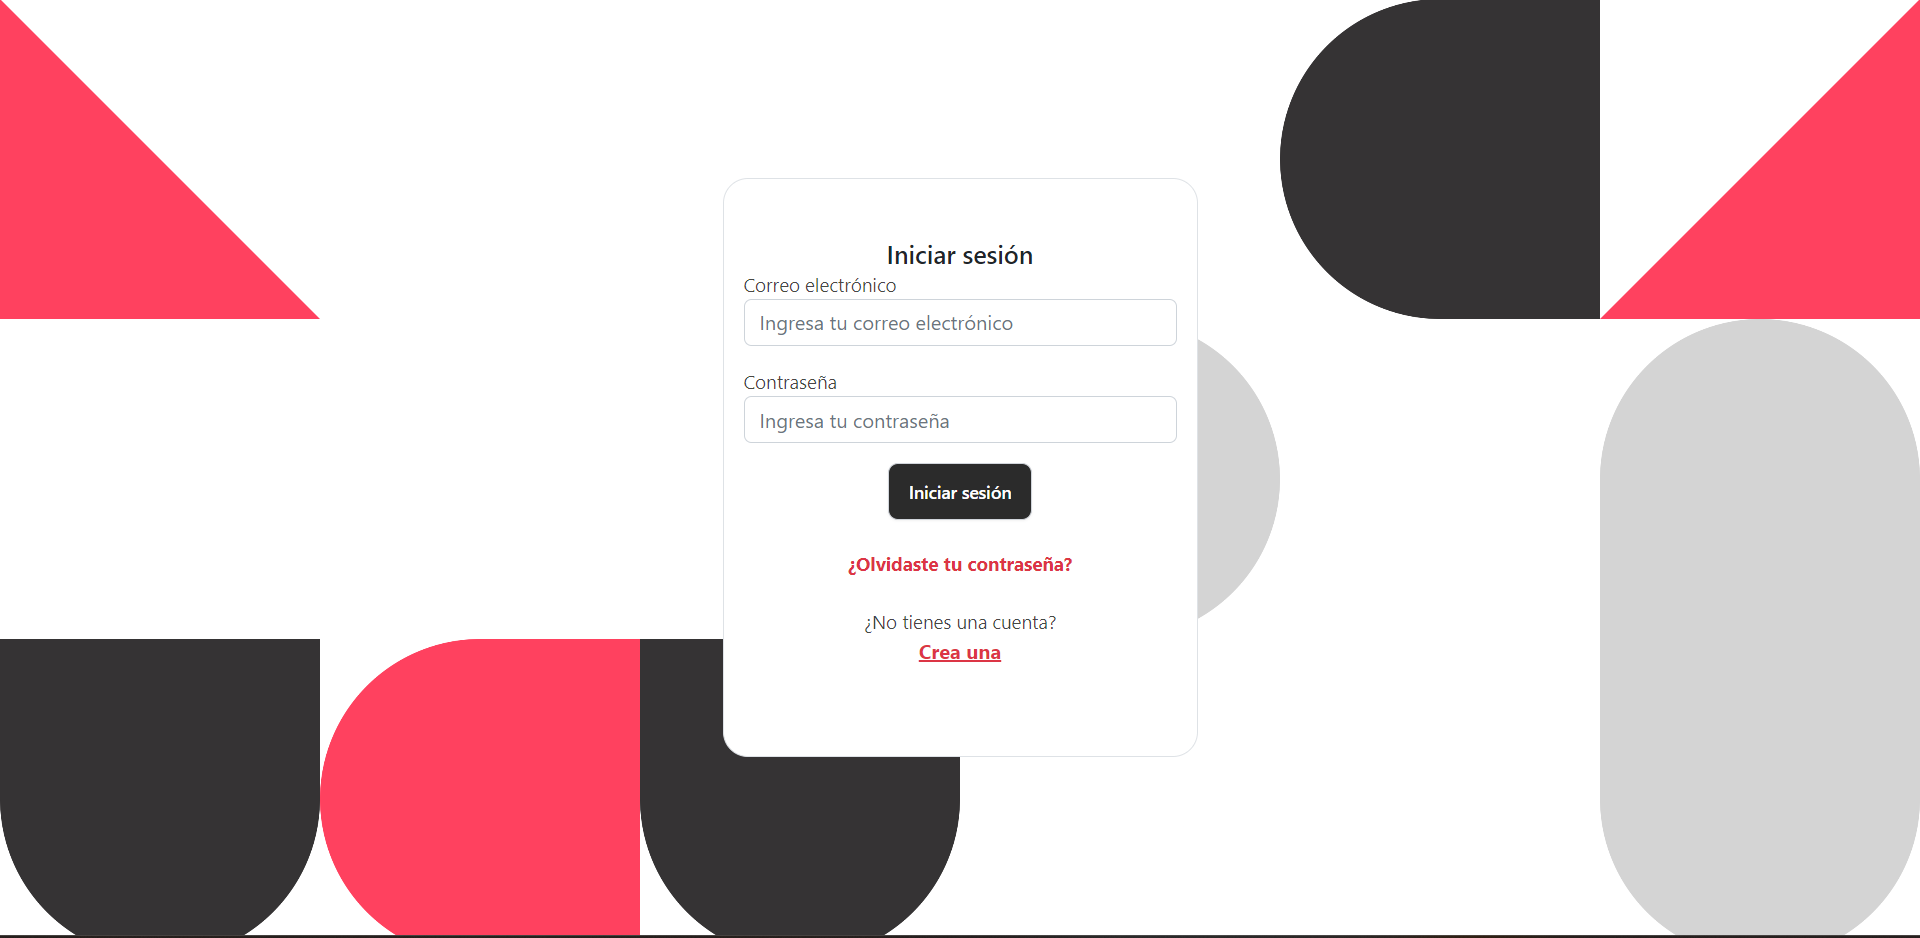 Iniciar sesión
Correo electrónico
Ingresa tu correo electrónico
Contraseña
Ingresa tu contraseña
Iniciar sesión
¿Olvidaste tu contraseña?
¿No tienes una cuenta?
Crea una